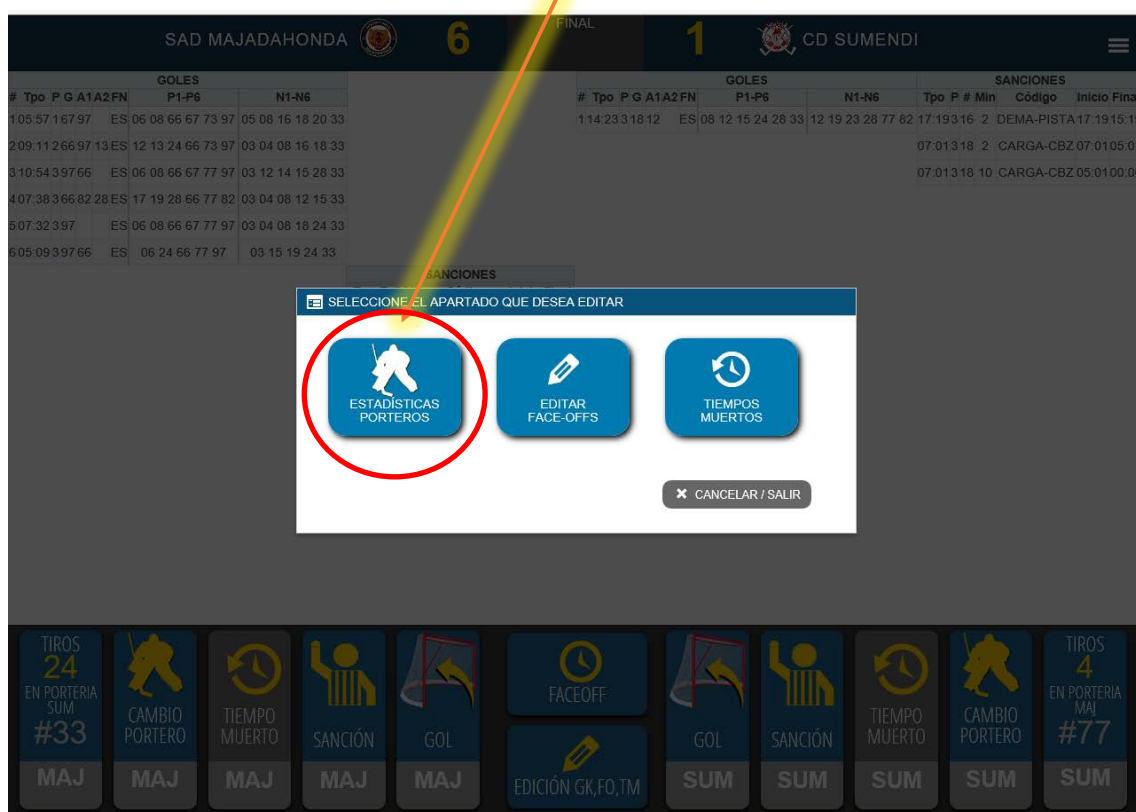 SAD MAJADAHONDA 6 FINAL 1 CD SUMENDI
GOLES
# Tpo P G A1 A2 FN P1-P6 N1-N6
1 05:57 1 67 97 ES 06 08 66 67 73 97 05 08 16 18 20 33
2 09:11 2 66 97 13 ES 12 13 24 66 73 97 03 04 08 16 18 33
3 10:54 3 97 66 ES 06 08 66 67 77 97 03 12 14 15 28 33
4 07:38 3 66 82 28 ES 17 19 28 66 77 82 03 04 08 12 15 33
5 07:32 3 97 ES 06 08 66 67 77 97 03 04 08 18 24 33
6 05:09 3 97 66 ES 06 24 66 77 97 03 15 19 24 33
SANCIONES
GOLES
# Tpo P G A1 A2 FN P1-P6 N1-N6
1 14:23 3 18 12 ES 08 12 15 24 28 33 12 19 23 28 77 82
SANCIONES
Tpo P # Min Código Inicio Fina
17:19 3 16 2 DEMA-PISTA 17:19 15:1
07:01 3 18 2 CARGA-CBZ 07:01 05:0
07:01 3 18 10 CARGA-CBZ 05:01 00:0
SELECCIONE EL APARTADO QUE DESEA EDITAR
ESTADÍSTICAS
PORTEROS
EDITAR
FACE-OFFS
TIEMPOS
MUERTOS
CANCELAR / SALIR
TIROS
24
EN PORTERIA
SUM
#33
MAJ
CAMBIO
PORTERO
MAJ
TIEMPO
MUERTO
MAJ
SANCIÓN
MAJ
GOL
MAJ
FACEOFF
EDICIÓN GK,FO,TM
GOL
SUM
SANCIÓN
SUM
TIEMPO
MUERTO
SUM
CAMBIO
PORTERO
SUM
TIROS
4
EN PORTERIA
MAJ
#77
SUM